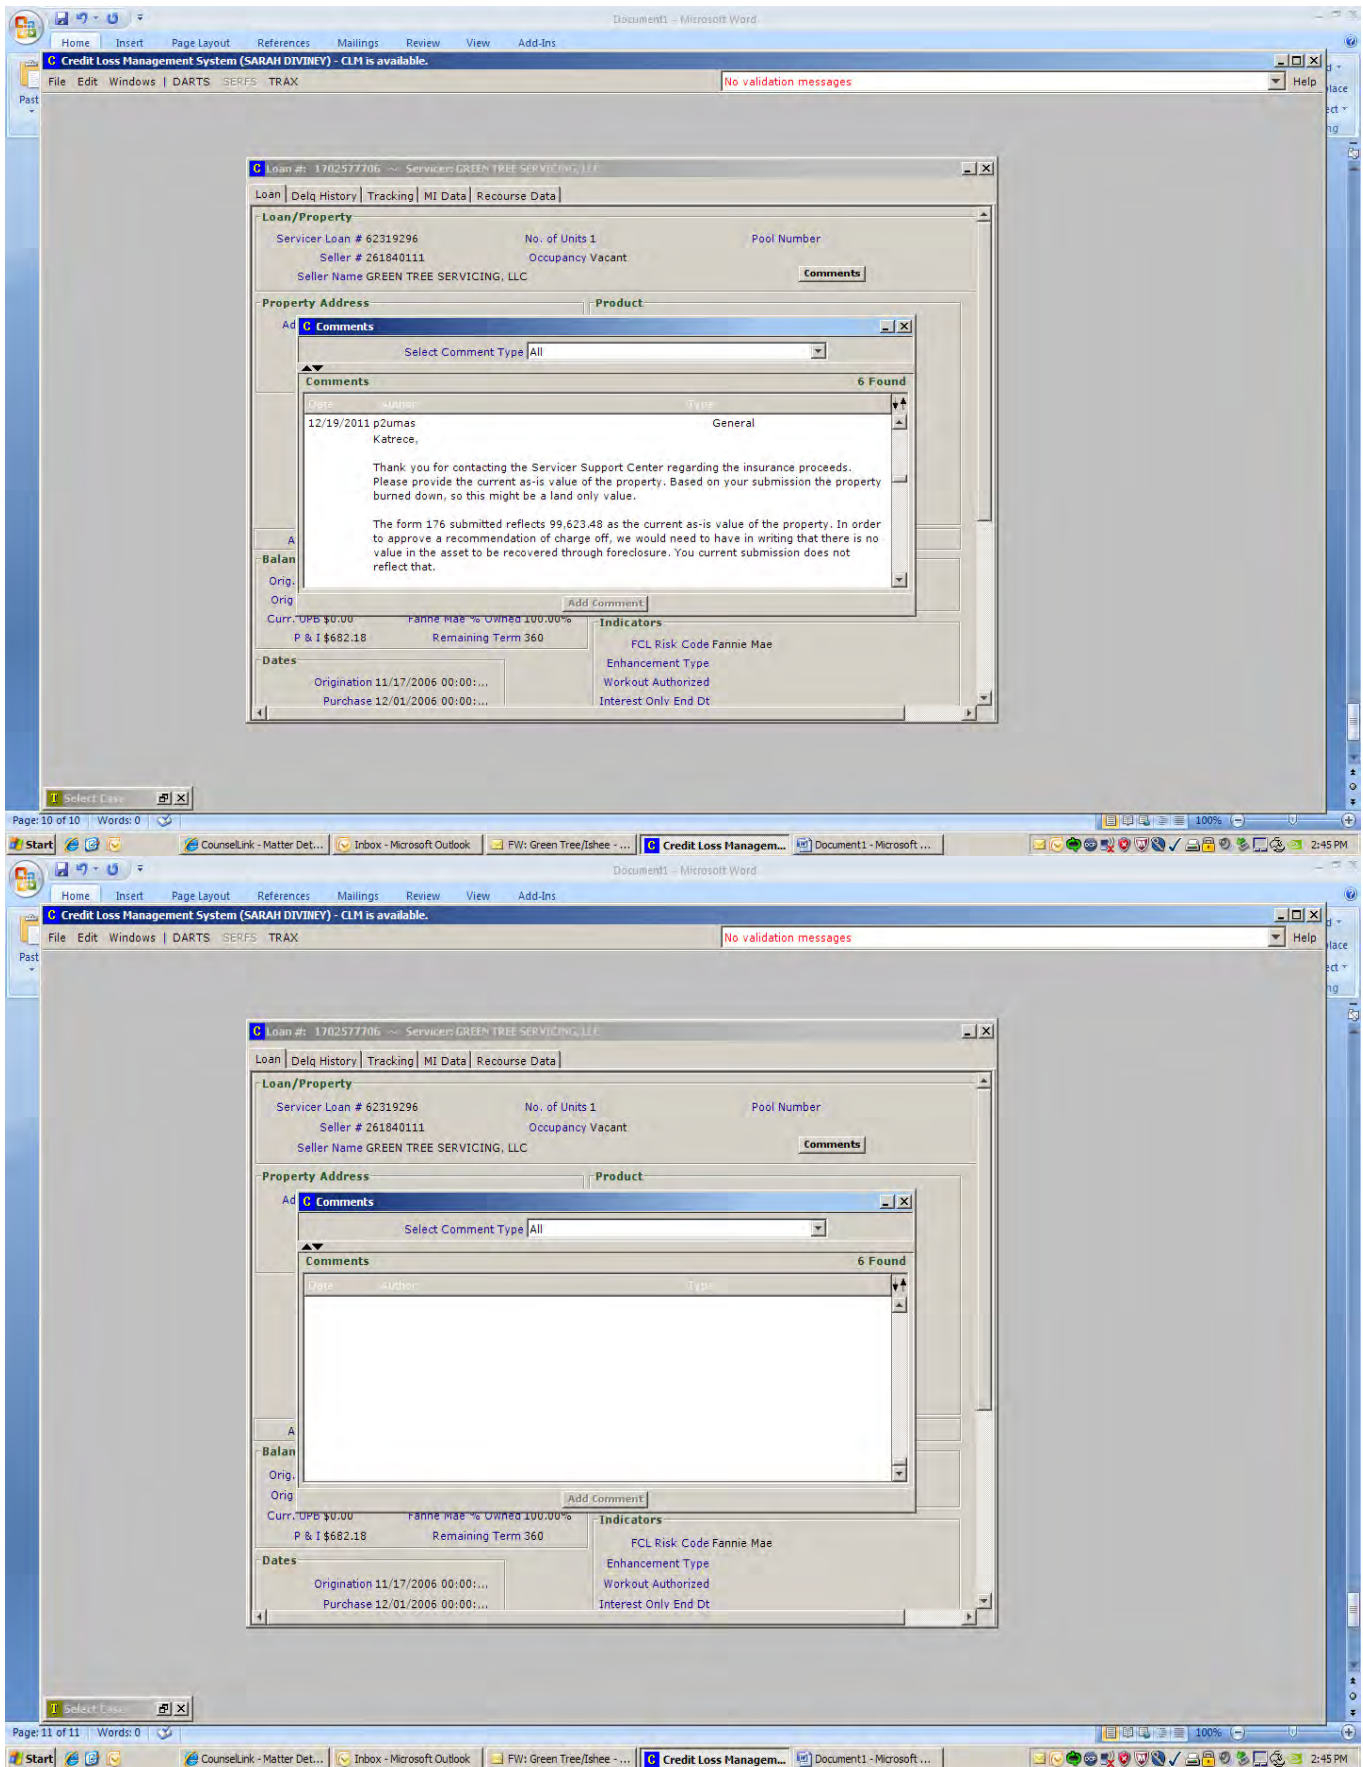 Document1 - Microsoft Word
Home Insert Page Layout References Mailings Review View Add-Ins
C Credit Loss Management System (SARAH DIVINEY) - CLM is available.
File Edit Windows | DARTS SERFS TRAX No validation messages Help
Past
C Loan #: 1702577706 ~ Servicer: GREEN TREE SERVICING, LLC
Loan Delq History Tracking MI Data Recourse Data
Loan/Property
Servicer Loan # 62319296 No. of Units 1 Pool Number
Seller # 261840111 Occupancy Vacant
Seller Name GREEN TREE SERVICING, LLC Comments
Property Address Product
Ad C Comments
Select Comment Type All
Comments 6 Found
Date Author Type
12/19/2011 p2umas General
Katrece,
Thank you for contacting the Servicer Support Center regarding the insurance proceeds.
Please provide the current as-is value of the property. Based on your submission the property
burned down, so this might be a land only value.
The form 176 submitted reflects 99,623.48 as the current as-is value of the property. In order
to approve a recommendation of charge off, we would need to have in writing that there is no
value in the asset to be recovered through foreclosure. You current submission does not
reflect that.
A
Balan
Orig.
Orig
Add Comment
Curr. UPB $0.00 Fannie Mae % Owned 100.00% Indicators
P & I $682.18 Remaining Term 360 FCL Risk Code Fannie Mae
Dates Enhancement Type
Origination 11/17/2006 00:00:... Workout Authorized
Purchase 12/01/2006 00:00:... Interest Only End Dt
T Select Case
Page: 10 of 10 Words: 0 100%
Start CounselLink - Matter Det... Inbox - Microsoft Outlook FW: Green Tree/Ishee - ... C Credit Loss Managem... Document1 - Microsoft ... 2:45 PM
Document1 - Microsoft Word
Home Insert Page Layout References Mailings Review View Add-Ins
C Credit Loss Management System (SARAH DIVINEY) - CLM is available.
File Edit Windows | DARTS SERFS TRAX No validation messages Help
Past
C Loan #: 1702577706 ~ Servicer: GREEN TREE SERVICING, LLC
Loan Delq History Tracking MI Data Recourse Data
Loan/Property
Servicer Loan # 62319296 No. of Units 1 Pool Number
Seller # 261840111 Occupancy Vacant
Seller Name GREEN TREE SERVICING, LLC Comments
Property Address Product
Ad C Comments
Select Comment Type All
Comments 6 Found
Date Author Type
A
Balan
Orig.
Orig
Add Comment
Curr. UPB $0.00 Fannie Mae % Owned 100.00% Indicators
P & I $682.18 Remaining Term 360 FCL Risk Code Fannie Mae
Dates Enhancement Type
Origination 11/17/2006 00:00:... Workout Authorized
Purchase 12/01/2006 00:00:... Interest Only End Dt
T Select Case
Page: 11 of 11 Words: 0 100%
Start CounselLink - Matter Det... Inbox - Microsoft Outlook FW: Green Tree/Ishee - ... C Credit Loss Managem... Document1 - Microsoft ... 2:45 PM